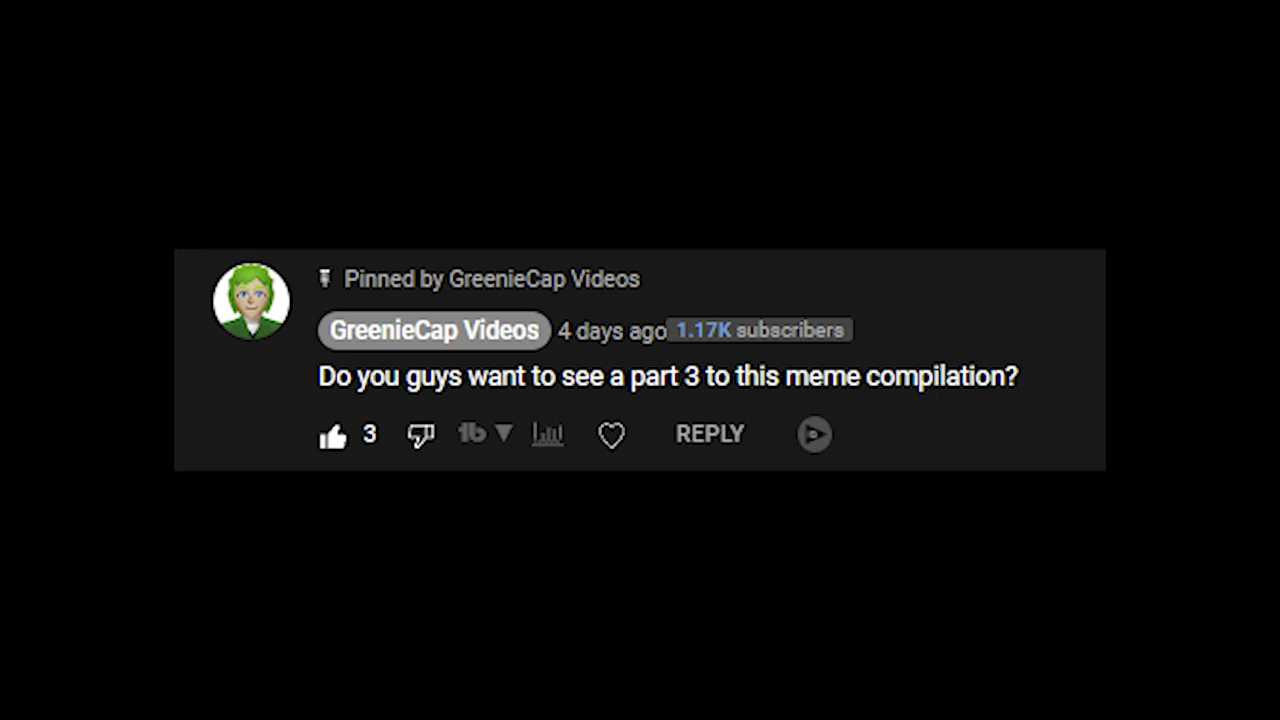 Pinned by GreenieCap Videos
GreenieCap Videos 4 days ago 1.17K subscribers
Do you guys want to see a part 3 to this meme compilation?
3 tb REPLY